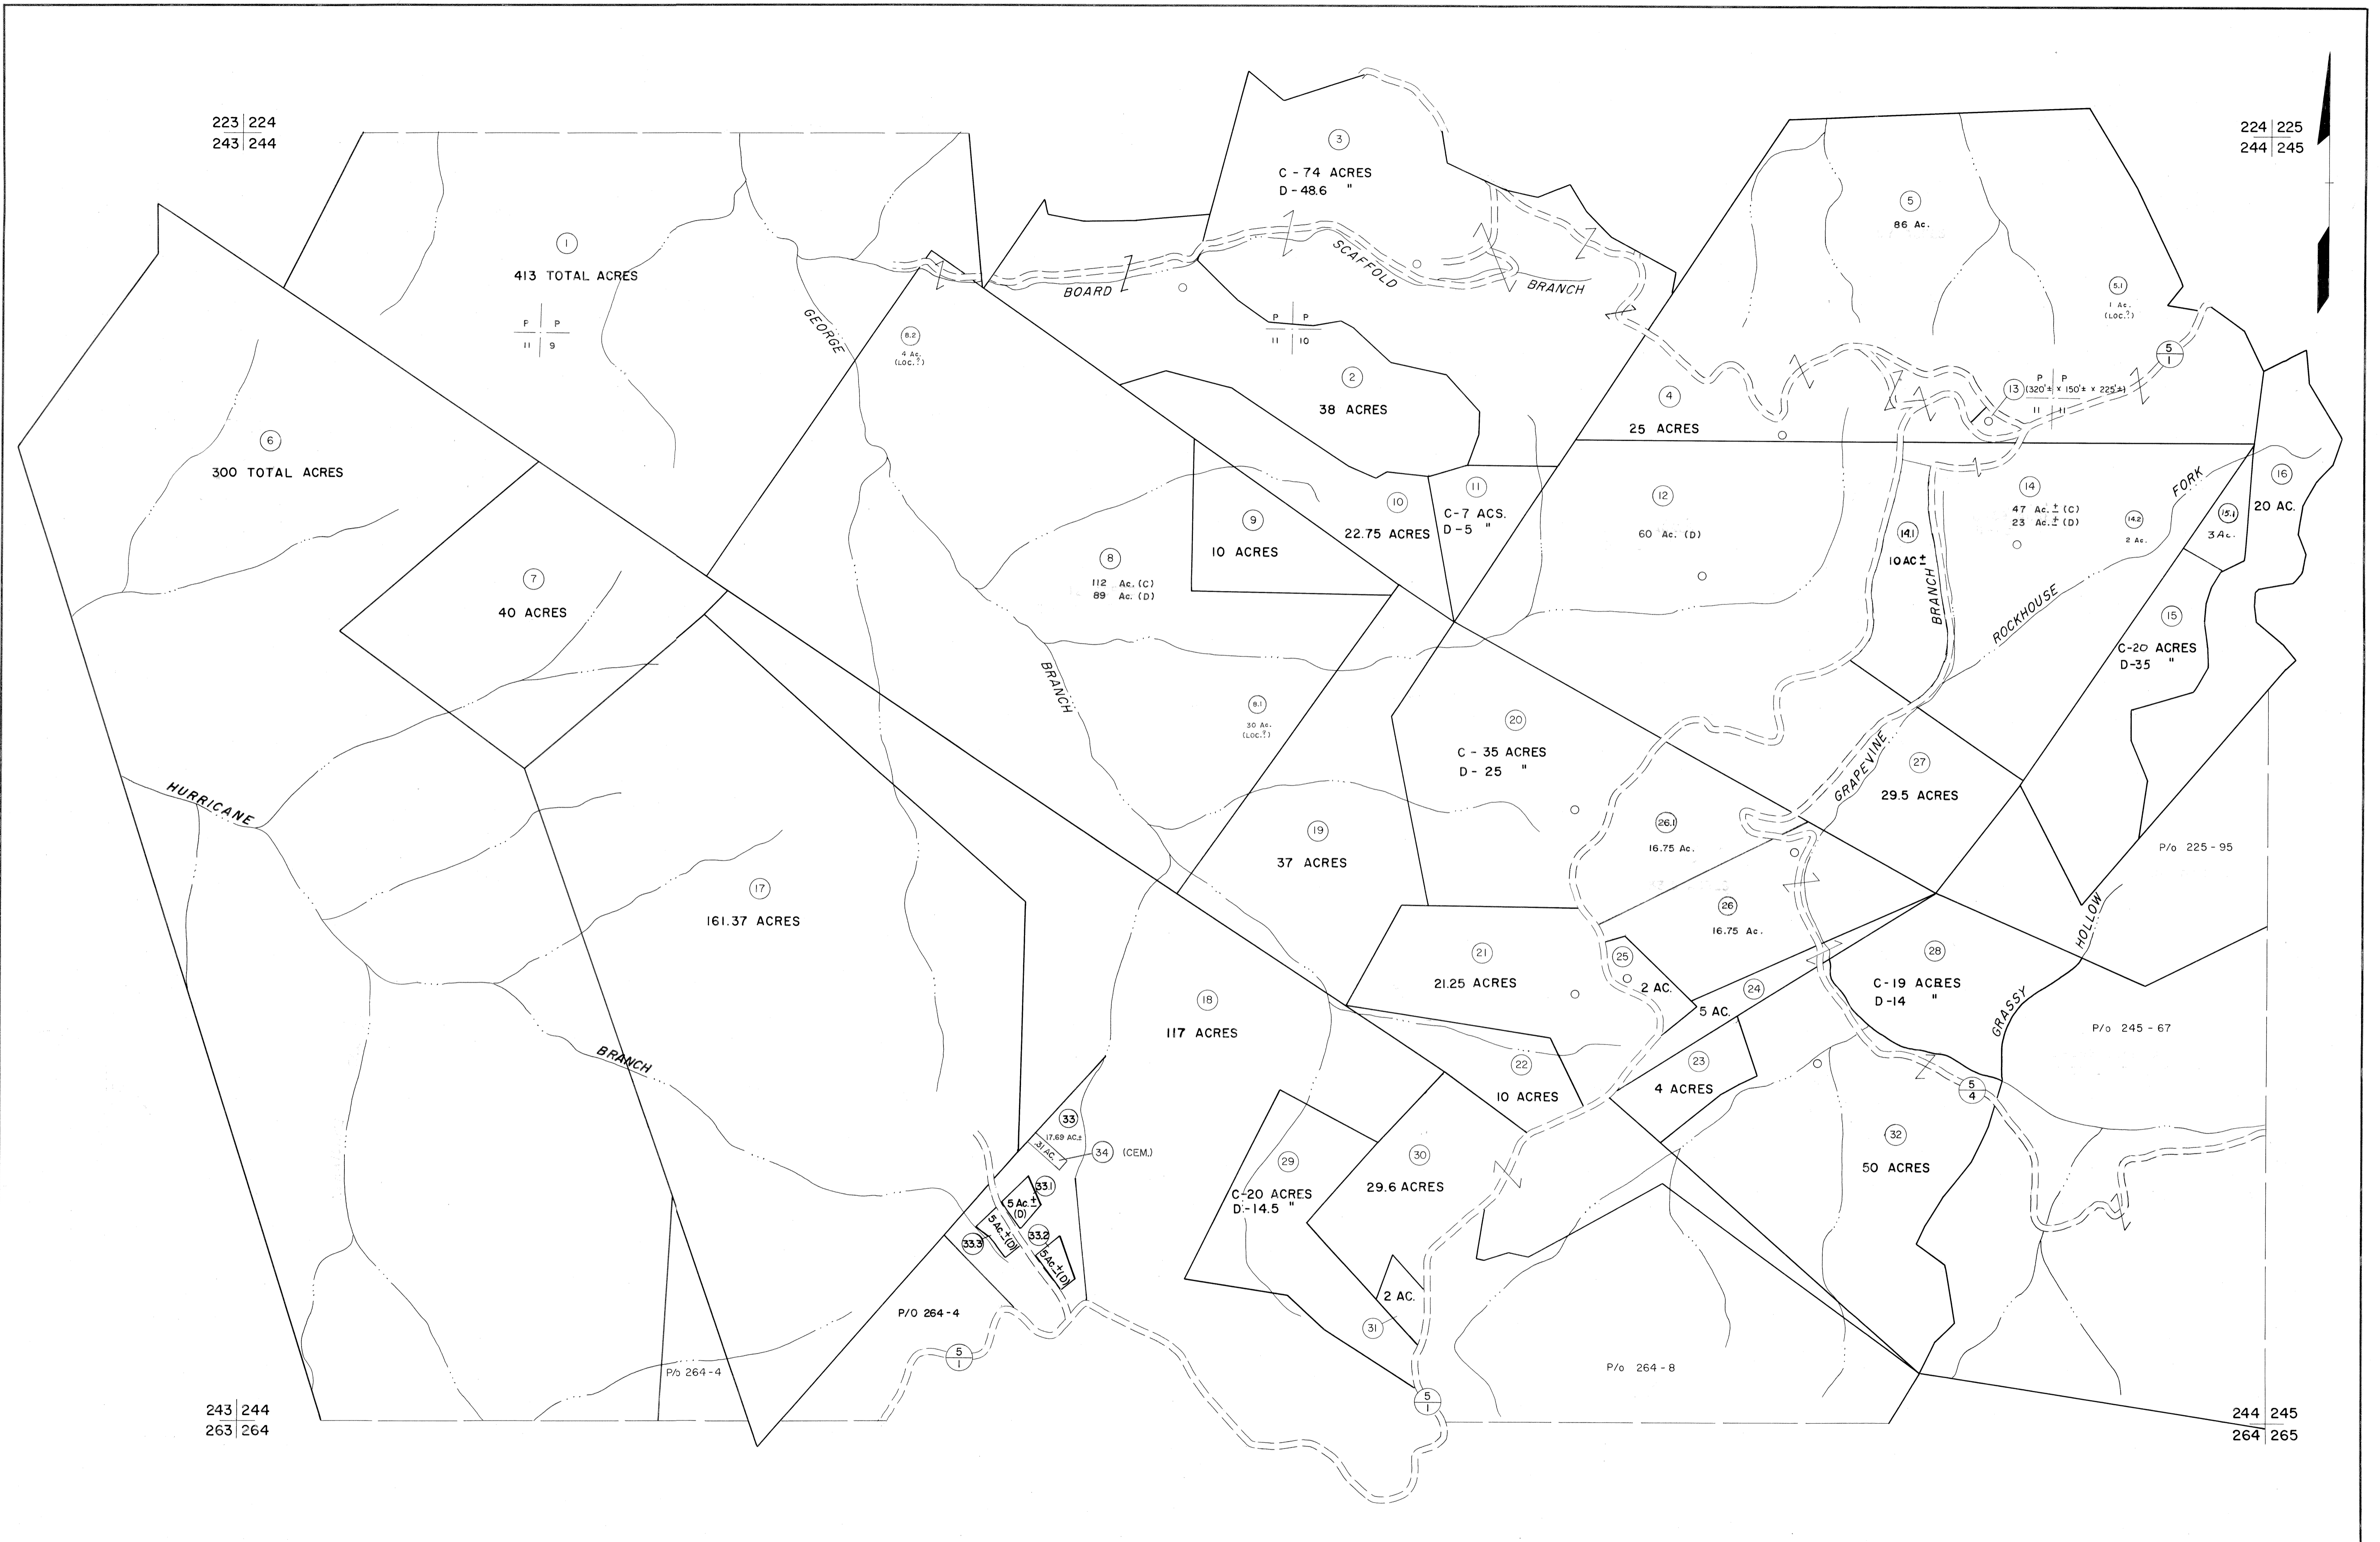 223 224
243 244
224 225
244 245
3
C - 74 ACRES
D - 48.6 "
5
86 Ac.
1
413 TOTAL ACRES
P P
11 9
GEORGE
8.2
4 Ac.
(LOC.?)
BOARD
SCAFFOLD
BRANCH
P P
11 10
5.1
1 Ac.
(LOC.?)
5
1
2
38 ACRES
4
25 ACRES
13 (320'± x 150'± x 225'±)
P P
11 11
6
300 TOTAL ACRES
7
40 ACRES
8
112 Ac. (C)
89 Ac. (D)
9
10 ACRES
10
22.75 ACRES
11
C-7 ACS.
D-5 "
12
60 Ac. (D)
14.1
10 AC±
BRANCH
14
47 Ac.± (C)
23 Ac.± (D)
14.2
2 Ac.
FORK
ROCKHOUSE
15.1
3 Ac.
16
20 AC.
15
C-20 ACRES
D-35 "
BRANCH
8.1
30 Ac.
(LOC.?)
20
C - 35 ACRES
D - 25 "
GRAPEVINE
27
29.5 ACRES
HURRICANE
17
161.37 ACRES
19
37 ACRES
26.1
16.75 Ac.
P/o 225-95
26
16.75 Ac.
21
21.25 ACRES
25
2 AC.
24
5 AC.
28
C-19 ACRES
D-14 "
HOLLOW
GRASSY
P/o 245-67
18
117 ACRES
BRANCH
22
10 ACRES
23
4 ACRES
5
4
33
17.69 AC.±
.31 AC.
34 (CEM.)
33.1
5 Ac.±
(D)
33.3
5 Ac.±(D)
33.2
5 Ac.±(D)
29
C-20 ACRES
D-14.5 "
30
29.6 ACRES
32
50 ACRES
2 AC.
31
P/O 264-4
5
1
P/o 264-4
P/o 264-8
5
1
243 244
263 264
244 245
264 265